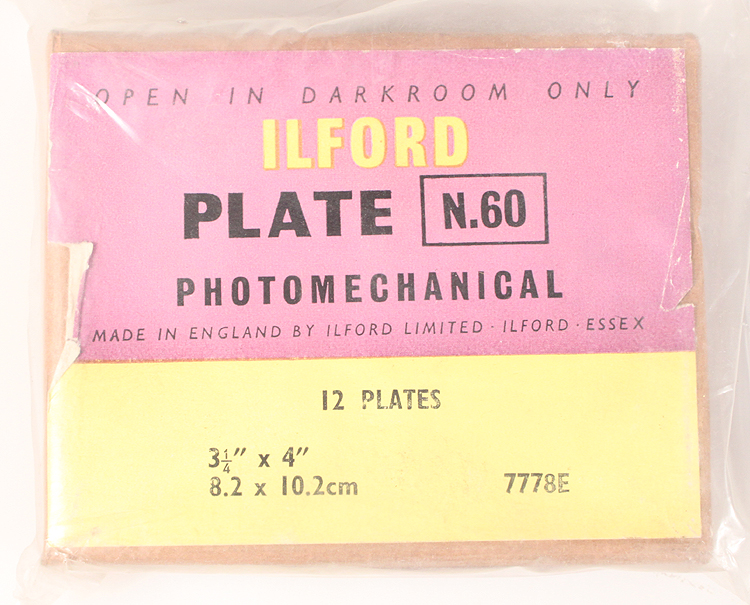 OPEN IN DARKROOM ONLY
ILFORD
PLATE N.60
PHOTOMECHANICAL
MADE IN ENGLAND BY ILFORD LIMITED · ILFORD · ESSEX
12 PLATES
3¼" x 4"
8.2 x 10.2cm 7778E